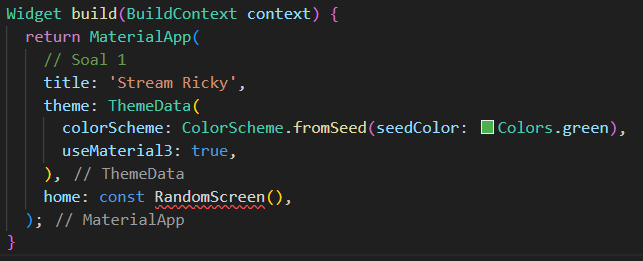 Widget build(BuildContext context) {
return MaterialApp(
// Soal 1
title: 'Stream Ricky',
theme: ThemeData(
colorScheme: ColorScheme.fromSeed(seedColor: Colors.green),
useMaterial3: true,
), // ThemeData
home: const RandomScreen(),
); // MaterialApp
}